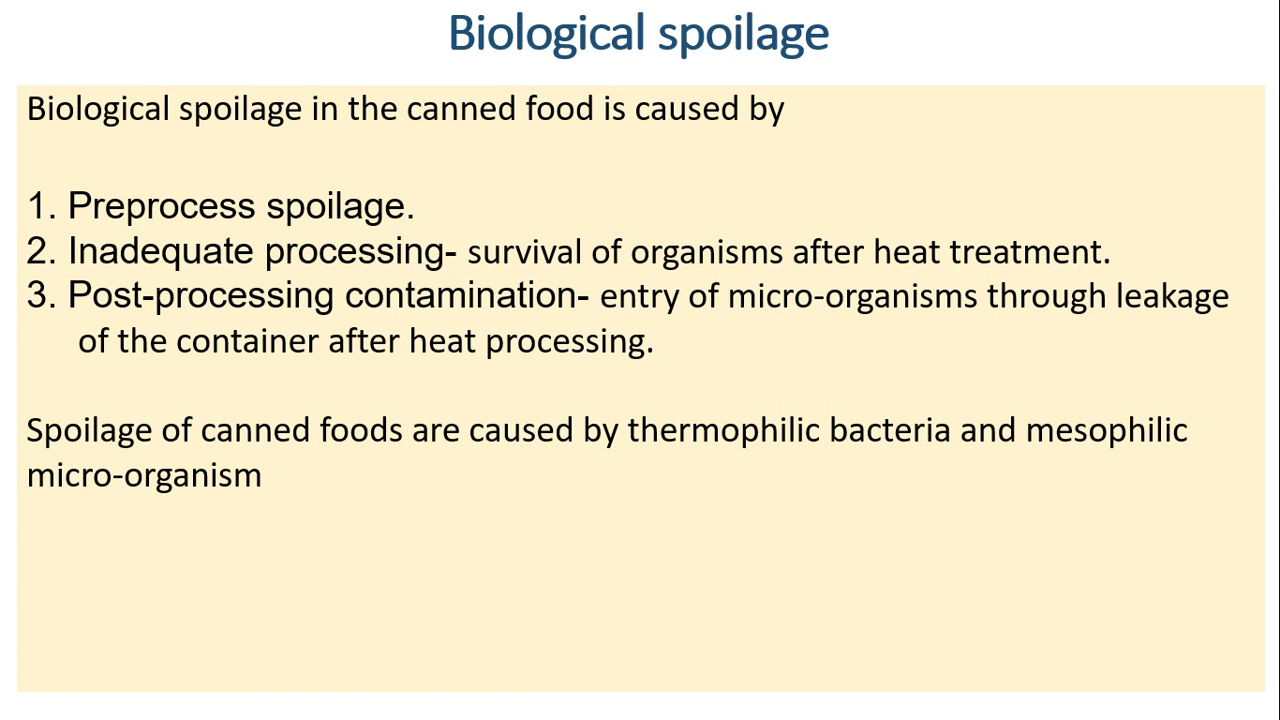 Biological spoilage
Biological spoilage in the canned food is caused by
1. Preprocess spoilage.
2. Inadequate processing- survival of organisms after heat treatment.
3. Post-processing contamination- entry of micro-organisms through leakage
of the container after heat processing.
Spoilage of canned foods are caused by thermophilic bacteria and mesophilic
micro-organism